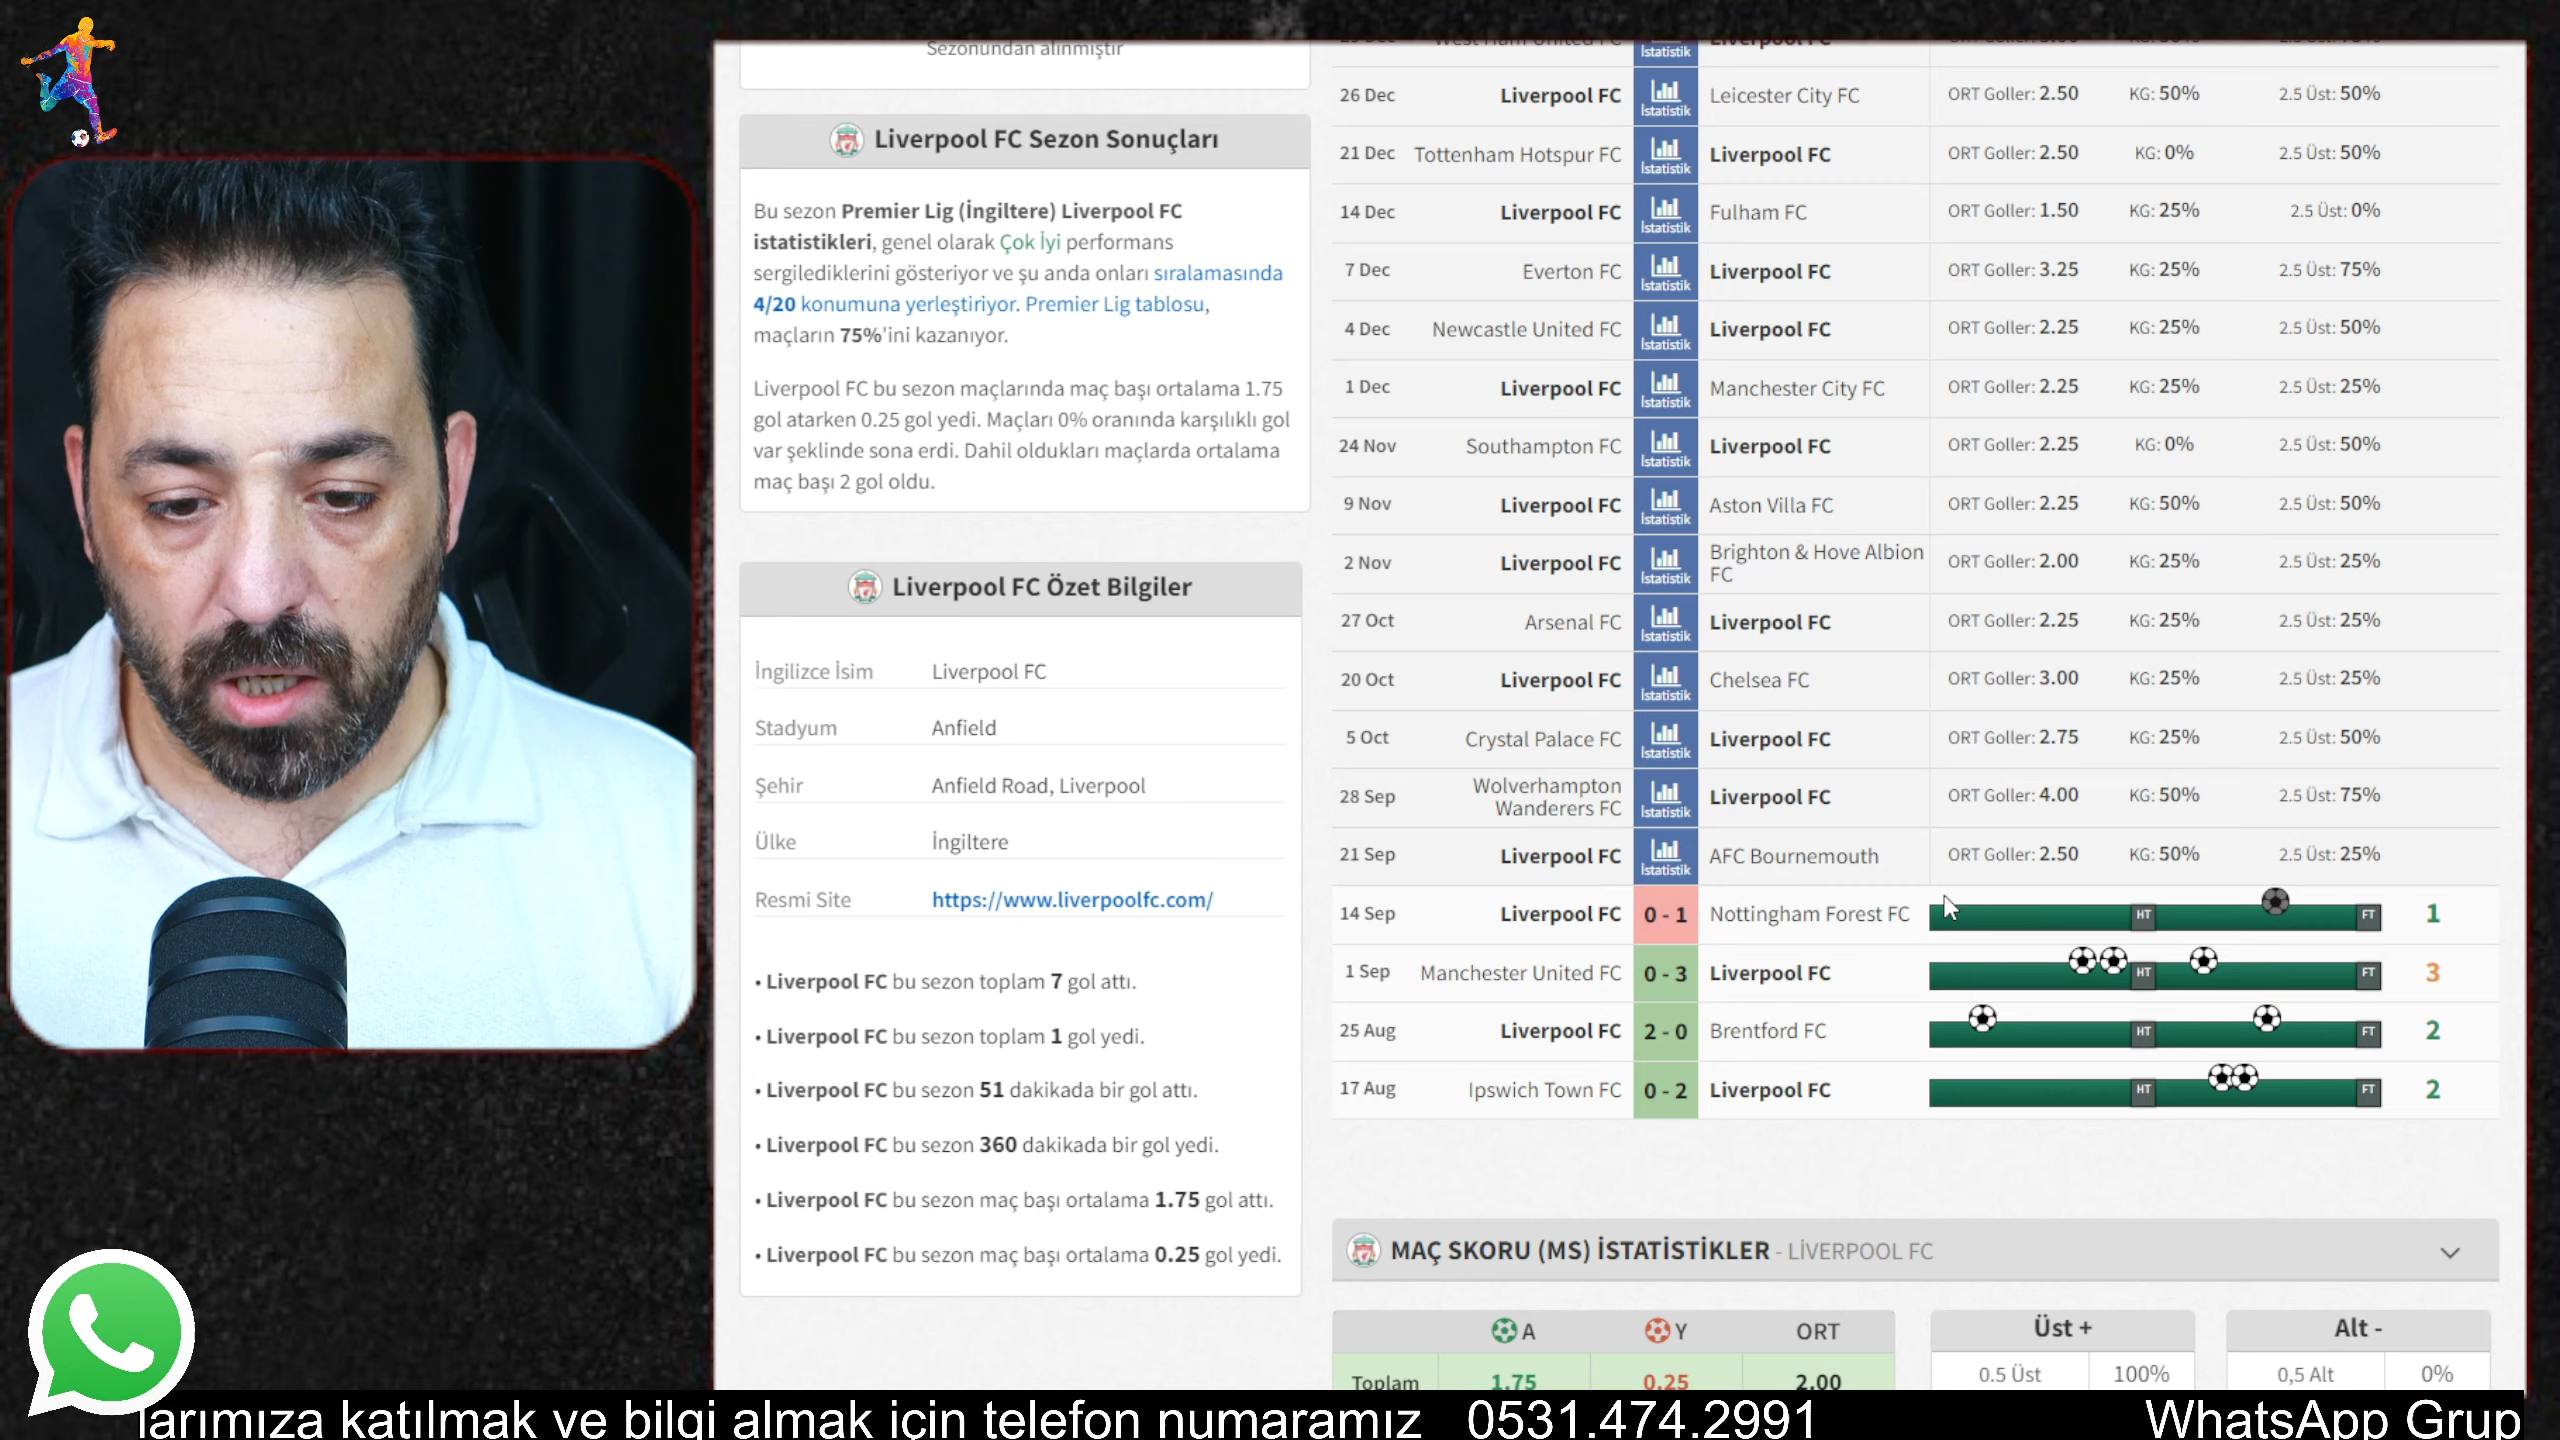 Sezonundan alınmıştır
Liverpool FC Sezon Sonuçları
Bu sezon Premier Lig (İngiltere) Liverpool FC
istatistikleri, genel olarak Çok İyi performans
sergilediklerini gösteriyor ve şu anda onları sıralamasında
4/20 konumuna yerleştiriyor. Premier Lig tablosu,
maçların 75%'ini kazanıyor.
Liverpool FC bu sezon maçlarında maç başı ortalama 1.75
gol atarken 0.25 gol yedi. Maçları 0% oranında karşılıklı gol
var şeklinde sona erdi. Dahil oldukları maçlarda ortalama
maç başı 2 gol oldu.
Liverpool FC Özet Bilgiler
İngilizce İsim Liverpool FC
Stadyum Anfield
Şehir Anfield Road, Liverpool
Ülke İngiltere
Resmi Site https://www.liverpoolfc.com/
• Liverpool FC bu sezon toplam 7 gol attı.
• Liverpool FC bu sezon toplam 1 gol yedi.
• Liverpool FC bu sezon 51 dakikada bir gol attı.
• Liverpool FC bu sezon 360 dakikada bir gol yedi.
• Liverpool FC bu sezon maç başı ortalama 1.75 gol attı.
• Liverpool FC bu sezon maç başı ortalama 0.25 gol yedi.
West Ham United FC İstatistik Liverpool FC
26 Dec Liverpool FC İstatistik Leicester City FC ORT Goller: 2.50 KG: 50% 2.5 Üst: 50%
21 Dec Tottenham Hotspur FC İstatistik Liverpool FC ORT Goller: 2.50 KG: 0% 2.5 Üst: 50%
14 Dec Liverpool FC İstatistik Fulham FC ORT Goller: 1.50 KG: 25% 2.5 Üst: 0%
7 Dec Everton FC İstatistik Liverpool FC ORT Goller: 3.25 KG: 25% 2.5 Üst: 75%
4 Dec Newcastle United FC İstatistik Liverpool FC ORT Goller: 2.25 KG: 25% 2.5 Üst: 50%
1 Dec Liverpool FC İstatistik Manchester City FC ORT Goller: 2.25 KG: 25% 2.5 Üst: 25%
24 Nov Southampton FC İstatistik Liverpool FC ORT Goller: 2.25 KG: 0% 2.5 Üst: 50%
9 Nov Liverpool FC İstatistik Aston Villa FC ORT Goller: 2.25 KG: 50% 2.5 Üst: 50%
2 Nov Liverpool FC İstatistik Brighton & Hove Albion FC ORT Goller: 2.00 KG: 25% 2.5 Üst: 25%
27 Oct Arsenal FC İstatistik Liverpool FC ORT Goller: 2.25 KG: 25% 2.5 Üst: 25%
20 Oct Liverpool FC İstatistik Chelsea FC ORT Goller: 3.00 KG: 25% 2.5 Üst: 25%
5 Oct Crystal Palace FC İstatistik Liverpool FC ORT Goller: 2.75 KG: 25% 2.5 Üst: 50%
28 Sep Wolverhampton Wanderers FC İstatistik Liverpool FC ORT Goller: 4.00 KG: 50% 2.5 Üst: 75%
21 Sep Liverpool FC İstatistik AFC Bournemouth ORT Goller: 2.50 KG: 50% 2.5 Üst: 25%
14 Sep Liverpool FC 0 - 1 Nottingham Forest FC HT FT 1
1 Sep Manchester United FC 0 - 3 Liverpool FC HT FT 3
25 Aug Liverpool FC 2 - 0 Brentford FC HT FT 2
17 Aug Ipswich Town FC 0 - 2 Liverpool FC HT FT 2
MAÇ SKORU (MS) İSTATİSTİKLER - LİVERPOOL FC
A Y ORT
Toplam 1.75 0.25 2.00
Üst +
0.5 Üst 100%
Alt -
0,5 Alt 0%
larımıza katılmak ve bilgi almak için telefon numaramız 0531.474.2991 WhatsApp Grup